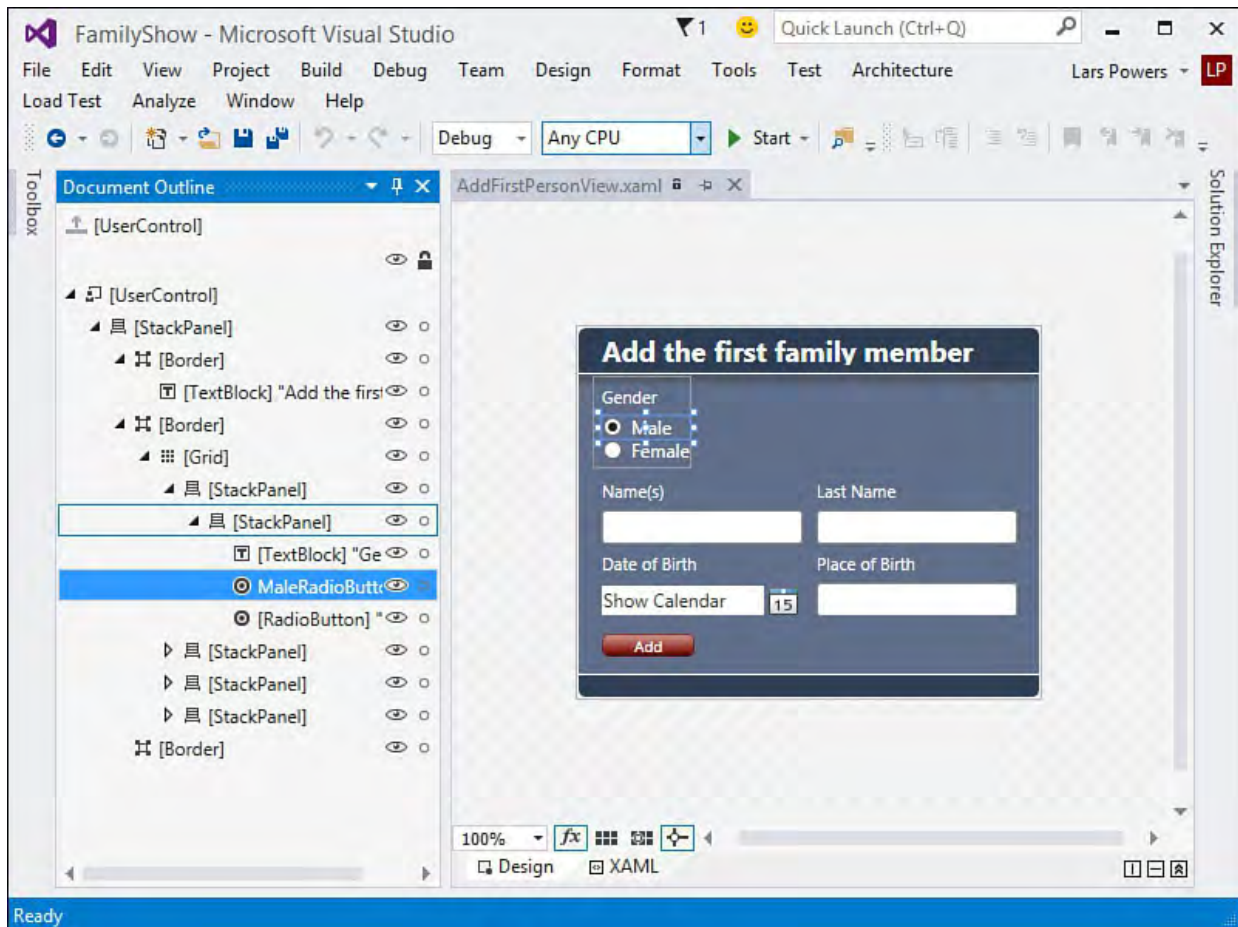 FamilyShow - Microsoft Visual Studio
1
Quick Launch (Ctrl+Q)
File Edit View Project Build Debug Team Design Format Tools Test Architecture Lars Powers LP
Load Test Analyze Window Help
Debug Any CPU Start
Toolbox
Document Outline
[UserControl]
[UserControl]
[StackPanel]
[Border]
[TextBlock] "Add the first
[Border]
[Grid]
[StackPanel]
[StackPanel]
[TextBlock] "Ge
MaleRadioButt
[RadioButton] "
[StackPanel]
[StackPanel]
[StackPanel]
[Border]
AddFirstPersonView.xaml
Add the first family member
Gender
Male
Female
Name(s) Last Name
Date of Birth Place of Birth
Show Calendar 15
Add
100% fx
Design XAML
Solution Explorer
Ready